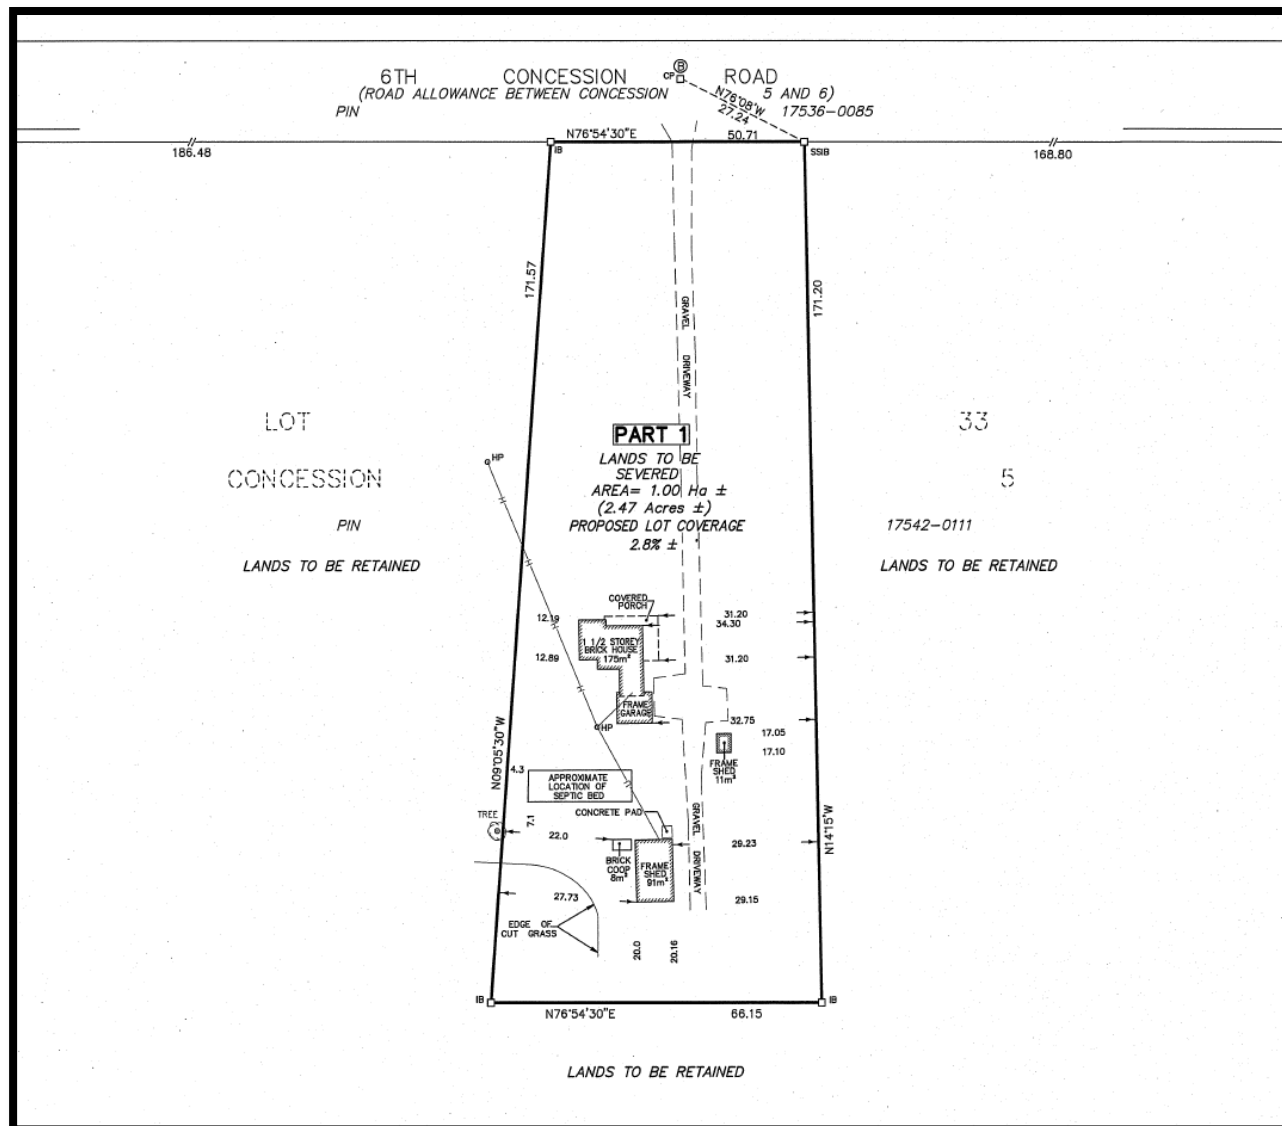 B
CP
6TH CONCESSION ROAD
(ROAD ALLOWANCE BETWEEN CONCESSION 5 AND 6)
N76°08'W
27.24
PIN 17536-0085
N76°54'30"E 50.71
186.48
IB
SSIB
168.80
171.57
171.20
GRAVEL DRIVEWAY
LOT 33
PART 1
LANDS TO BE
SEVERED
AREA= 1.00 Ha ±
(2.47 Acres ±)
PROPOSED LOT COVERAGE
2.8% ±
HP
CONCESSION 5
PIN 17542-0111
LANDS TO BE RETAINED
LANDS TO BE RETAINED
COVERED
PORCH
12.19
31.20
34.30
1 1/2 STOREY
BRICK HOUSE
175m²
12.89
31.20
FRAME
GARAGE
HP
32.75
17.05
17.10
FRAME
SHED
11m²
N09°05'30"W
4.3
APPROXIMATE
LOCATION OF
SEPTIC BED
CONCRETE PAD
TREE
7.1
22.0
GRAVEL DRIVEWAY
29.23
N14°15'W
BRICK
COOP
8m²
FRAME
SHED
91m²
27.73
29.15
EDGE OF
CUT GRASS
20.0
20.16
IB
IB
N76°54'30"E 66.15
LANDS TO BE RETAINED